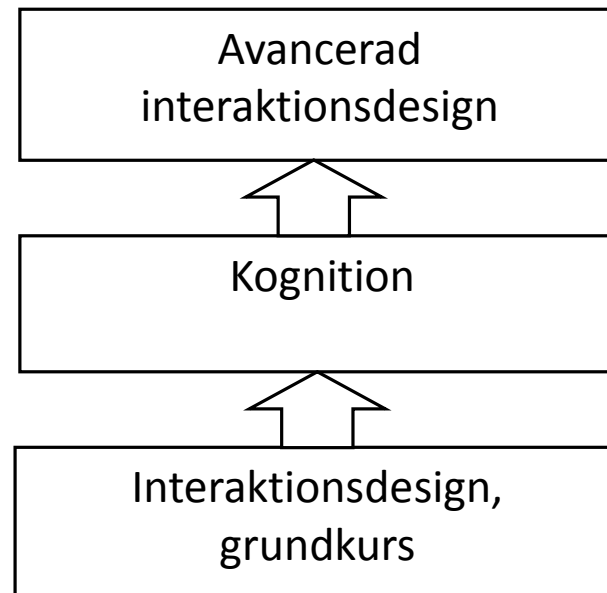 Avancerad
interaktionsdesign
Kognition
Interaktionsdesign,
grundkurs